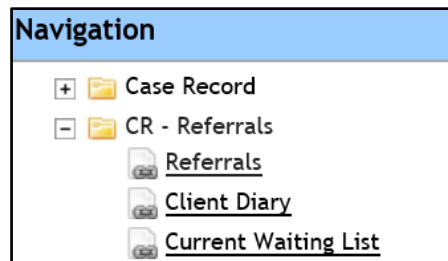 Navigation
Case Record
CR - Referrals
Referrals
Client Diary
Current Waiting List